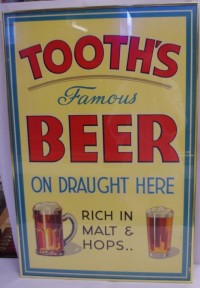 TOOTH'S
Famous
BEER
ON DRAUGHT HERE
RICH IN
MALT &
HOPS..